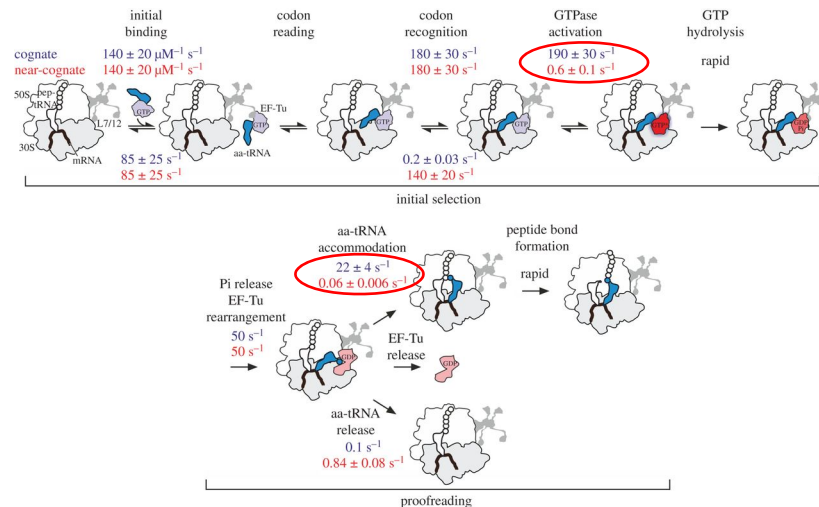 initial
binding
codon
reading
codon
recognition
GTPase
activation
GTP
hydrolysis
cognate
140 ± 20 µM⁻¹ s⁻¹
180 ± 30 s⁻¹
190 ± 30 s⁻¹
near-cognate
140 ± 20 µM⁻¹ s⁻¹
180 ± 30 s⁻¹
0.6 ± 0.1 s⁻¹
rapid
50S
pep-
tRNA
GTP
L7/12
EF-Tu
GTP
GTP
GTP
GTP
GDP
Pi
30S
mRNA
aa-tRNA
85 ± 25 s⁻¹
85 ± 25 s⁻¹
0.2 ± 0.03 s⁻¹
140 ± 20 s⁻¹
initial selection
aa-tRNA
accommodation
22 ± 4 s⁻¹
0.06 ± 0.006 s⁻¹
peptide bond
formation
rapid
Pi release
EF-Tu
rearrangement
50 s⁻¹
50 s⁻¹
GDP
EF-Tu
release
GDP
aa-tRNA
release
0.1 s⁻¹
0.84 ± 0.08 s⁻¹
proofreading